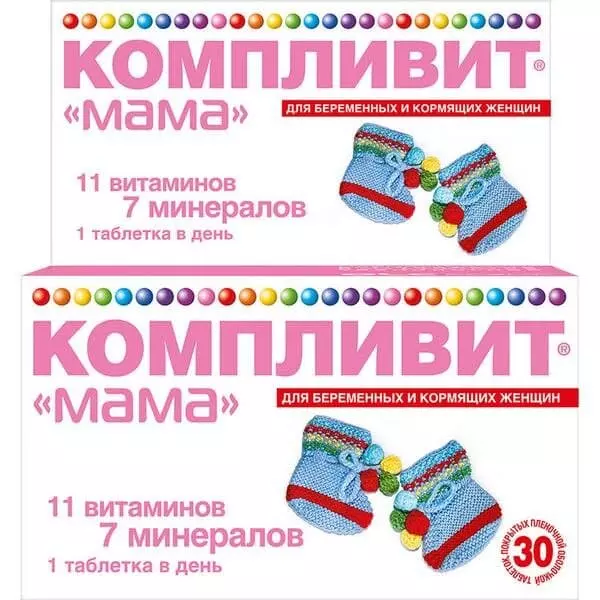 КОМПЛИВИТ®
«мама»
ДЛЯ БЕРЕМЕННЫХ И КОРМЯЩИХ ЖЕНЩИН
11 витаминов
7 минералов
1 таблетка в день
КОМПЛИВИТ®
«мама»
ДЛЯ БЕРЕМЕННЫХ И КОРМЯЩИХ ЖЕНЩИН
11 витаминов
7 минералов
1 таблетка в день
30
ТАБЛЕТОК, ПОКРЫТЫХ ПЛЕНОЧНОЙ ОБОЛОЧКОЙ